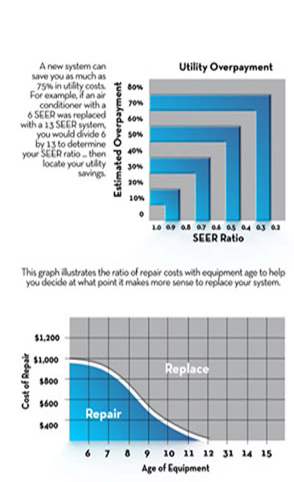 A new system can
save you as much as
75% in utility costs.
For example, if an air
conditioner with a
6 SEER was replaced
with a 13 SEER system,
you would divide 6
by 13 to determine
your SEER ratio ... then
locate your utility
savings.
Utility Overpayment
Estimated Overpayment
80%
70%
60%
50%
40%
30%
20%
10%
0
1.0 0.9 0.8 0.7 0.6 0.5 0.4 0.3 0.2
SEER Ratio
This graph illustrates the ratio of repair costs with equipment age to help
you decide at what point it makes more sense to replace your system.
Cost of Repair
$1,200
$1,000
$800
$600
$400
Replace
Repair
6 7 8 9 10 11 12 31 14 15
Age of Equipment